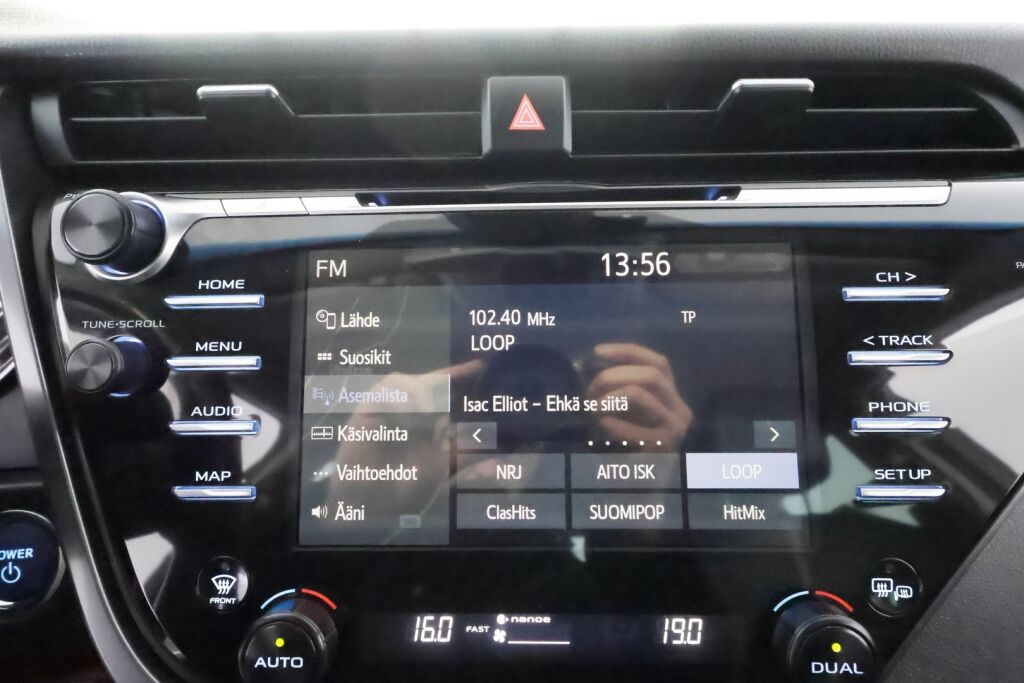 FM
13:56
HOME
CH >
Lähde
102.40 MHz
TP
TUNE·SCROLL
LOOP
MENU
Suosikit
< TRACK
Asemalista
Isac Elliot – Ehkä se siitä
AUDIO
PHONE
Käsivalinta
<
>
MAP
Vaihtoehdot
NRJ
AITO ISK
LOOP
SETUP
Ääni
ClasHits
SUOMIPOP
HitMix
POWER
FRONT
16.0
FAST
nanoe
19.0
AUTO
DUAL